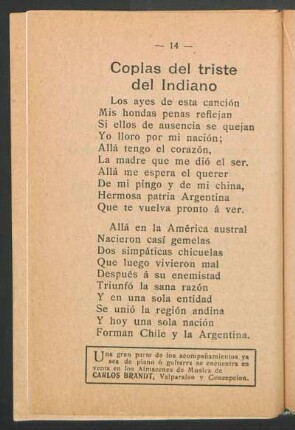 — 14 —
Coplas del triste
del Indiano
Los ayes de esta canción
Mis hondas penas reflejan
Si ellos de ausencia se quejan
Yo lloro por mi nación;
Allá tengo el corazón,
La madre que me dió el ser.
Allá me espera el querer
De mi pingo y de mi china,
Hermosa patria Argentina
Que te vuelva pronto á ver.
Allá en la América austral
Nacieron casí gemelas
Dos simpáticas chicuelas
Que luego vivieron mal
Después á su enemistad
Triunfó la sana razón
Y en una sola entidad
Se unió la región andina
Y hoy una sola nación
Forman Chile y la Argentina.
Una gran parte de los acompañamientos ya
sea de piano ó guitarra se encuentra en
venta en los Almacenes de Musica de
CARLOS BRANDT, Valparaiso y Concepcion.